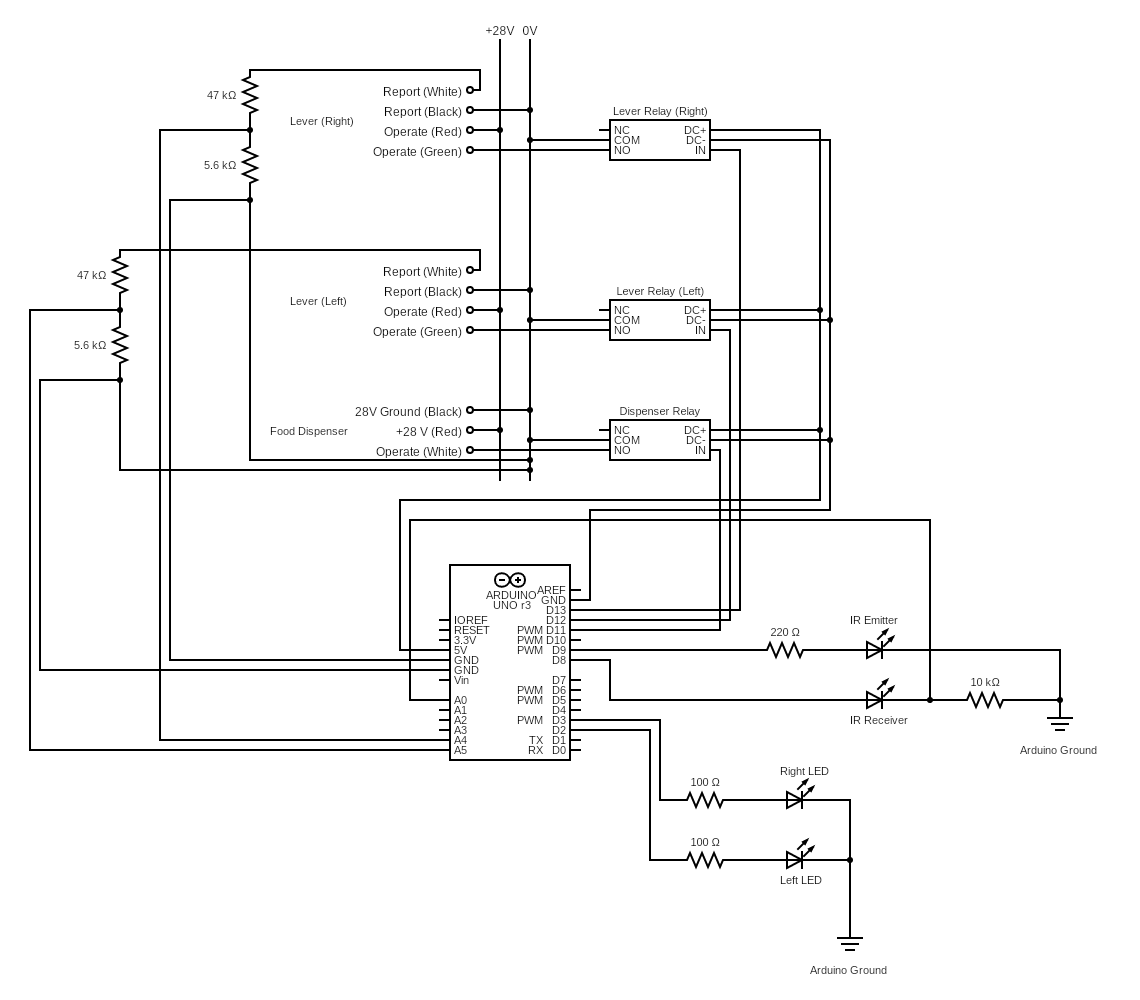 +28V 0V
47 kΩ
Lever (Right)
Report (White)
Report (Black)
Operate (Red)
Operate (Green)
5.6 kΩ
Lever Relay (Right)
NC DC+
COM DC-
NO IN
47 kΩ
Lever (Left)
Report (White)
Report (Black)
Operate (Red)
Operate (Green)
5.6 kΩ
Lever Relay (Left)
NC DC+
COM DC-
NO IN
Food Dispenser
28V Ground (Black)
+28 V (Red)
Operate (White)
Dispenser Relay
NC DC+
COM DC-
NO IN
ARDUINO
UNO r3
IOREF
RESET
3.3V
5V
GND
GND
Vin
A0
A1
A2
A3
A4
A5
AREF
GND
D13
D12
PWM D11
PWM D10
PWM D9
D8
D7
PWM D6
PWM D5
D4
PWM D3
D2
TX D1
RX D0
220 Ω
IR Emitter
IR Receiver
10 kΩ
Arduino Ground
100 Ω
Right LED
100 Ω
Left LED
Arduino Ground